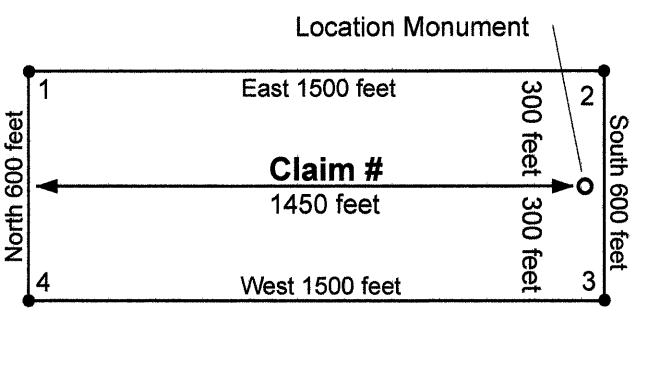 Location Monument
1
East 1500 feet
2
300 feet
South 600 feet
North 600 feet
Claim #
1450 feet
300 feet
4
West 1500 feet
3